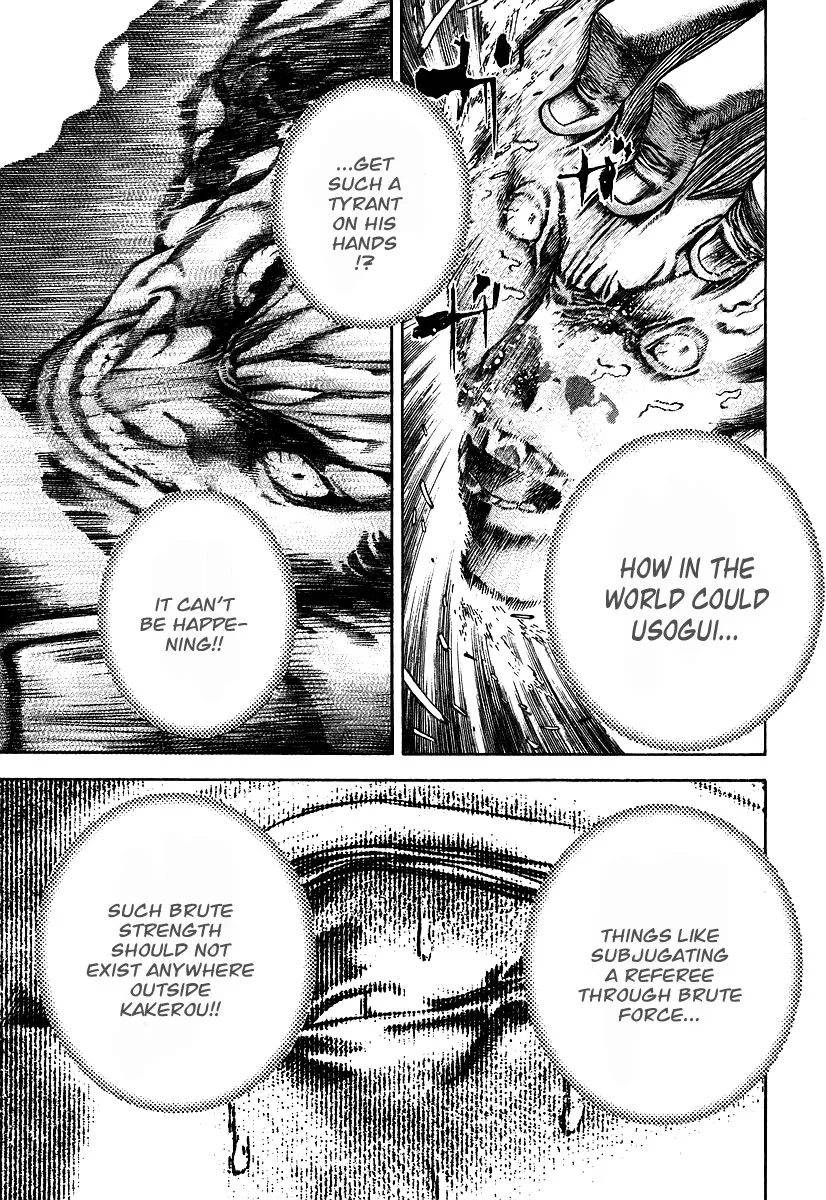 HOW IN THE
WORLD COULD
USOGUI...
...GET
SUCH A
TYRANT
ON HIS
HANDS
!?
IT CAN'T
BE HAPPE-
NING!!
THINGS LIKE
SUBJUGATING
A REFEREE
THROUGH BRUTE
FORCE...
SUCH BRUTE
STRENGTH
SHOULD NOT
EXIST ANYWHERE
OUTSIDE
KAKEROU!!